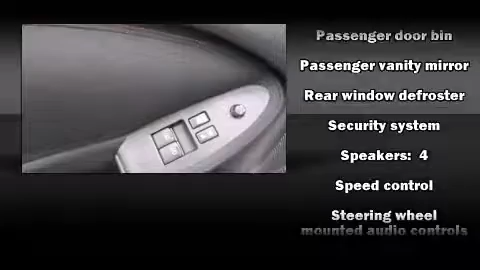 Passenger door bin
Passenger vanity mirror
Rear window defroster
Security system
Speakers: 4
Speed control
Steering wheel
mounted audio controls